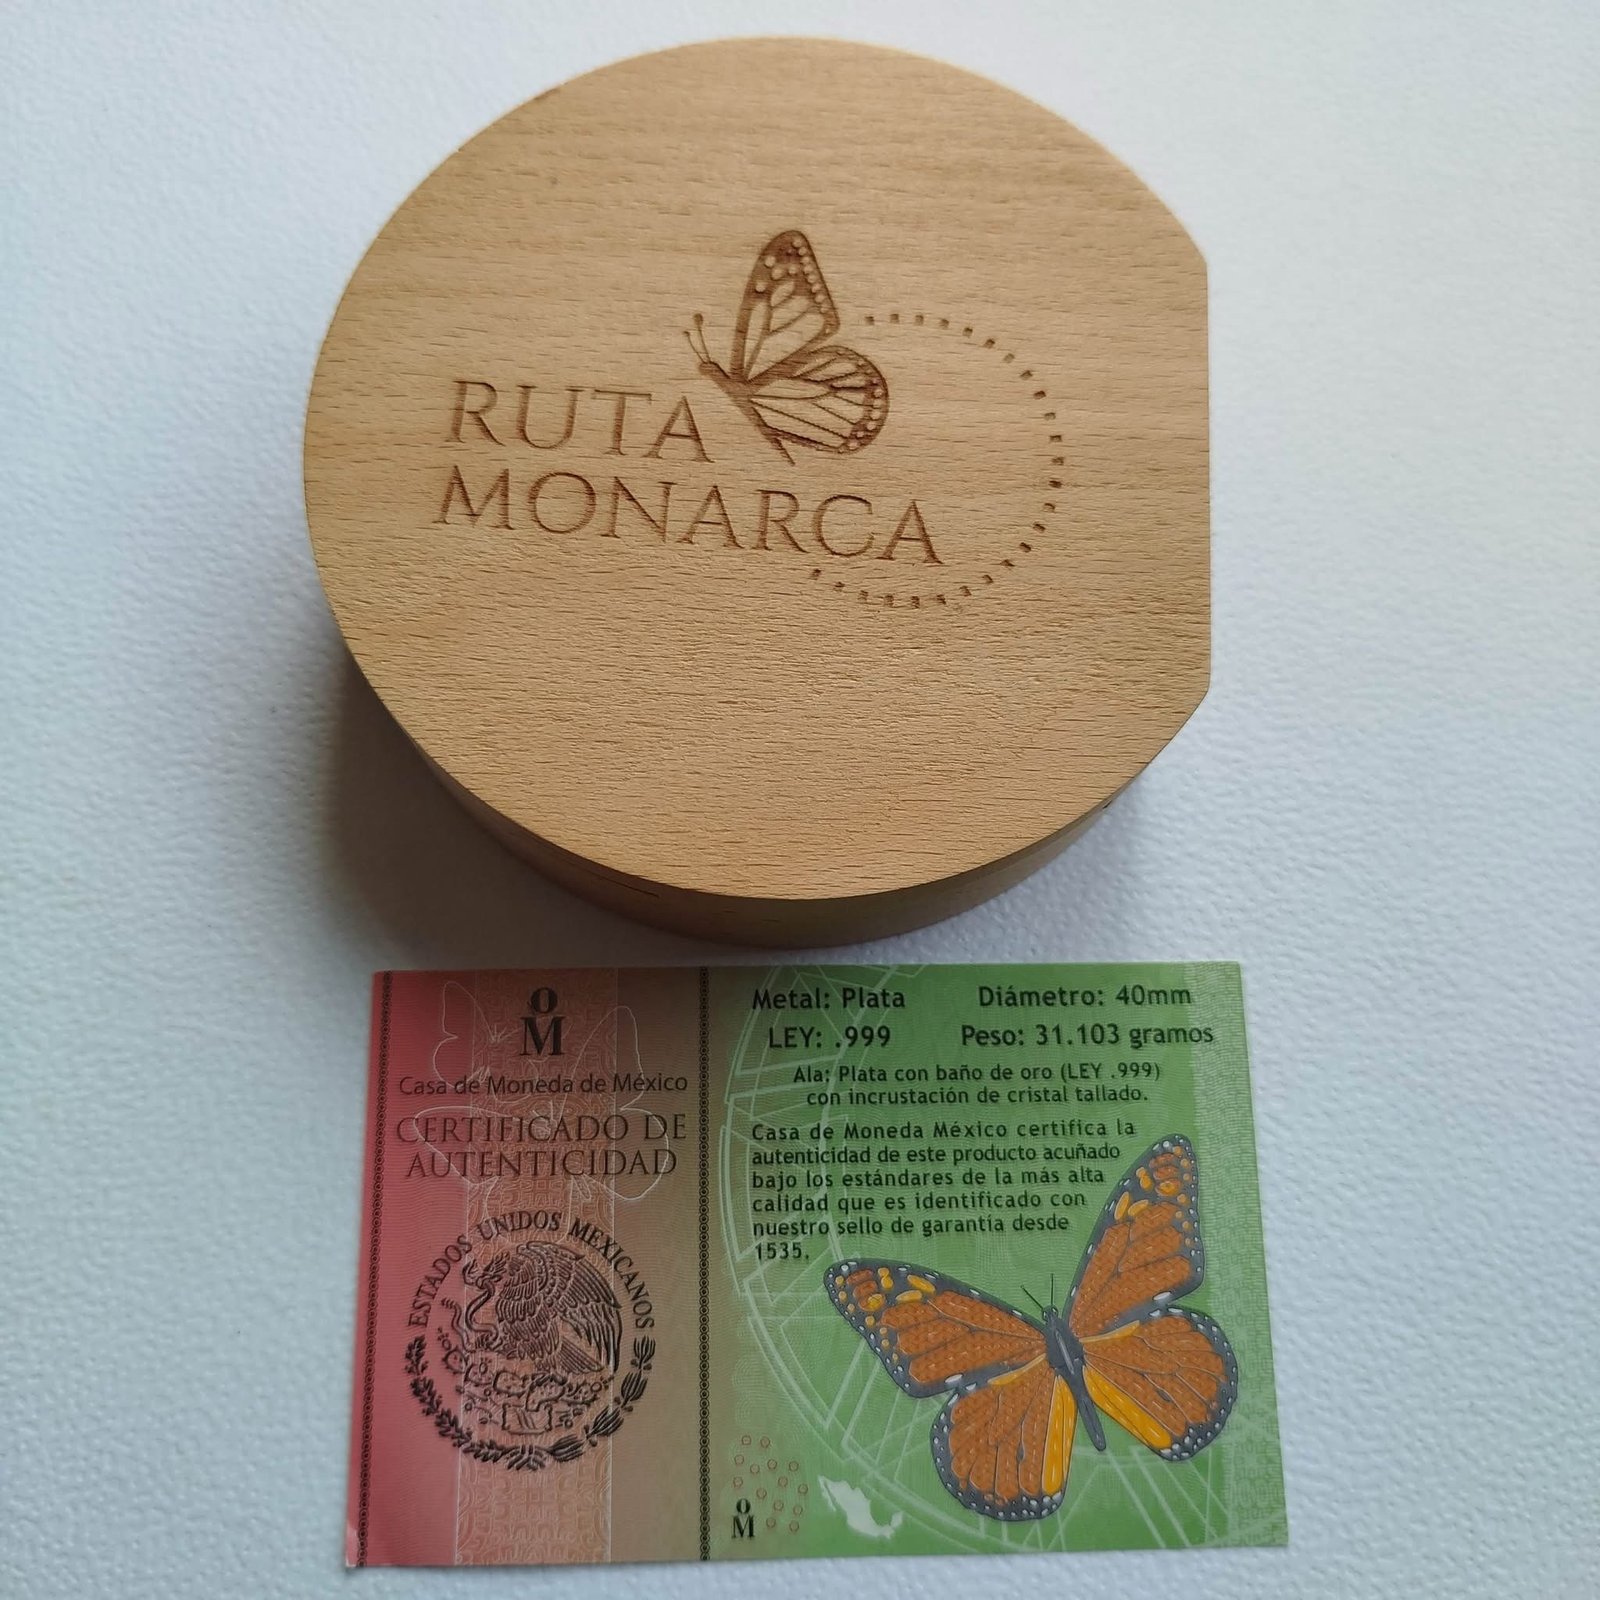 RUTA
MONARCA
oM
Casa de Moneda de México
CERTIFICADO DE
AUTENTICIDAD
ESTADOS UNIDOS MEXICANOS
Metal: Plata
Diámetro: 40mm
LEY: .999
Peso: 31.103 gramos
Ala: Plata con baño de oro (LEY .999)
con incrustación de cristal tallado.
Casa de Moneda México certifica la
autenticidad de este producto acuñado
bajo los estándares de la más alta
calidad que es identificado con
nuestro sello de garantía desde
1535.
oM